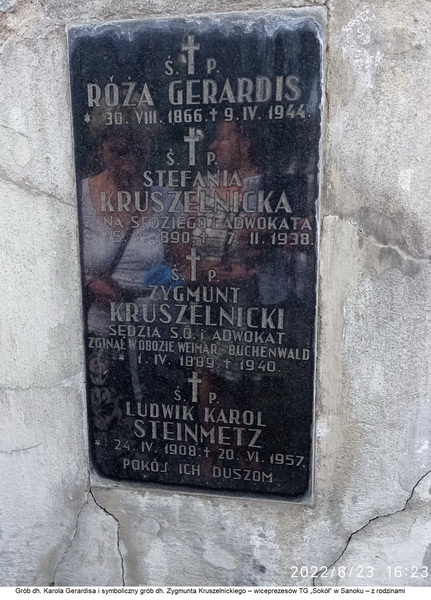 Ś. P.
RÓŻA GERARDIS
* 30. VIII. 1866. † 9. IV. 1944.
Ś. P.
STEFANIA
KRUSZELNICKA
ŻONA SĘDZIEGO I ADWOKATA
1890. † 7. II. 1938.
Ś. P.
ZYGMUNT
KRUSZELNICKI
SĘDZIA S.O. I ADWOKAT
ZGINĄŁ W OBOZIE WEIMAR-BUCHENWALD
* 1. IV. 1889 † 1940.
Ś. P.
LUDWIK KAROL
STEINMETZ
* 24. IV. 1908. † 20. VI. 1957.
POKÓJ ICH DUSZOM
2022/6/23 16:23
Grób dh. Karola Gerardisa i symboliczny grób dh. Zygmunta Kruszelnickiego – wiceprezesów TG „Sokół" w Sanoku – z rodzinami